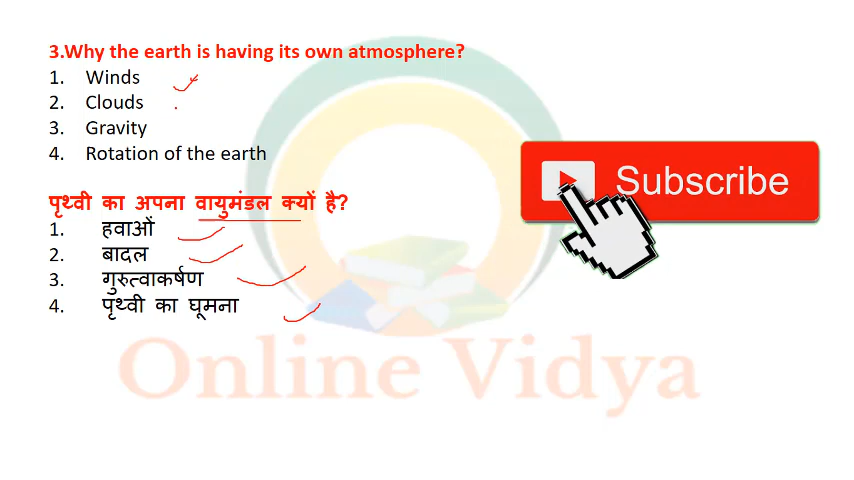 3.Why the earth is having its own atmosphere?
1. Winds
2. Clouds
3. Gravity
4. Rotation of the earth
Subscribe
पृथ्वी का अपना वायुमंडल क्यों है?
1. हवाओं
2. बादल
3. गुरुत्वाकर्षण
4. पृथ्वी का घूमना
Online Vidya